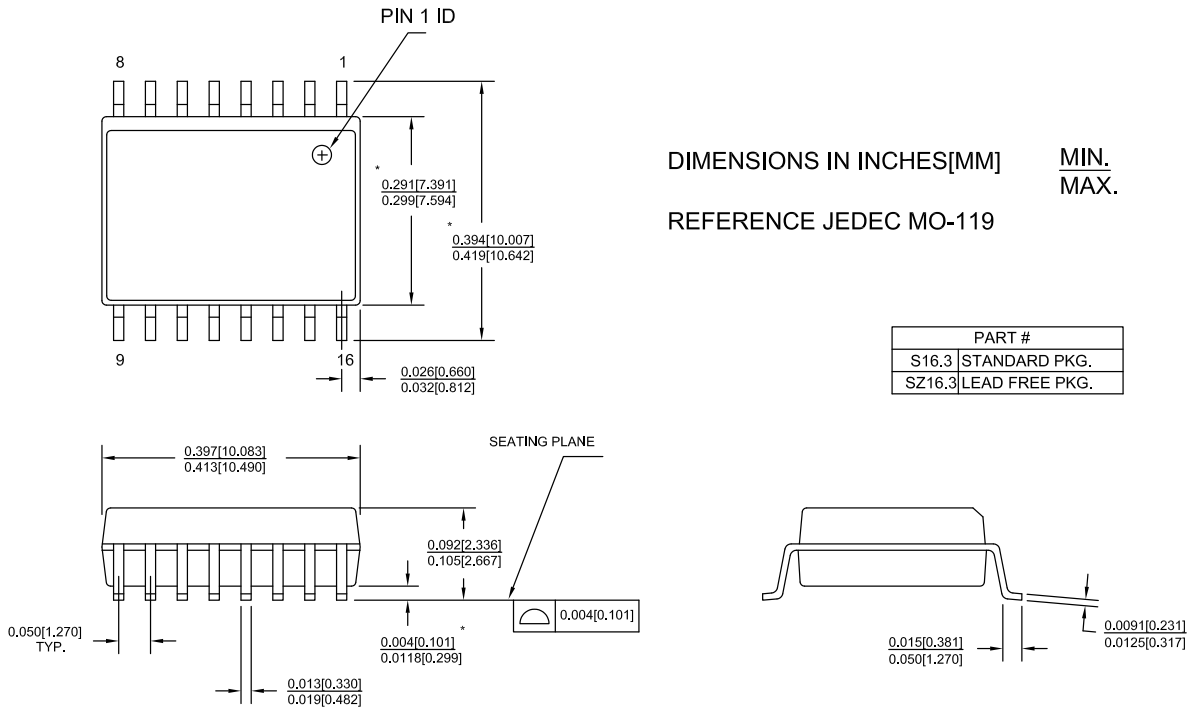 PIN 1 ID
8
1
*
0.291[7.391]
0.299[7.594]
*
0.394[10.007]
0.419[10.642]
9
16
0.026[0.660]
0.032[0.812]
DIMENSIONS IN INCHES[MM]
MIN.
MAX.
REFERENCE JEDEC MO-119
PART #
S16.3 STANDARD PKG.
SZ16.3 LEAD FREE PKG.
0.397[10.083]
0.413[10.490]
SEATING PLANE
0.092[2.336]
0.105[2.667]
0.004[0.101]
0.050[1.270]
TYP.
*
0.004[0.101]
0.0118[0.299]
0.013[0.330]
0.019[0.482]
0.015[0.381]
0.050[1.270]
0.0091[0.231]
0.0125[0.317]